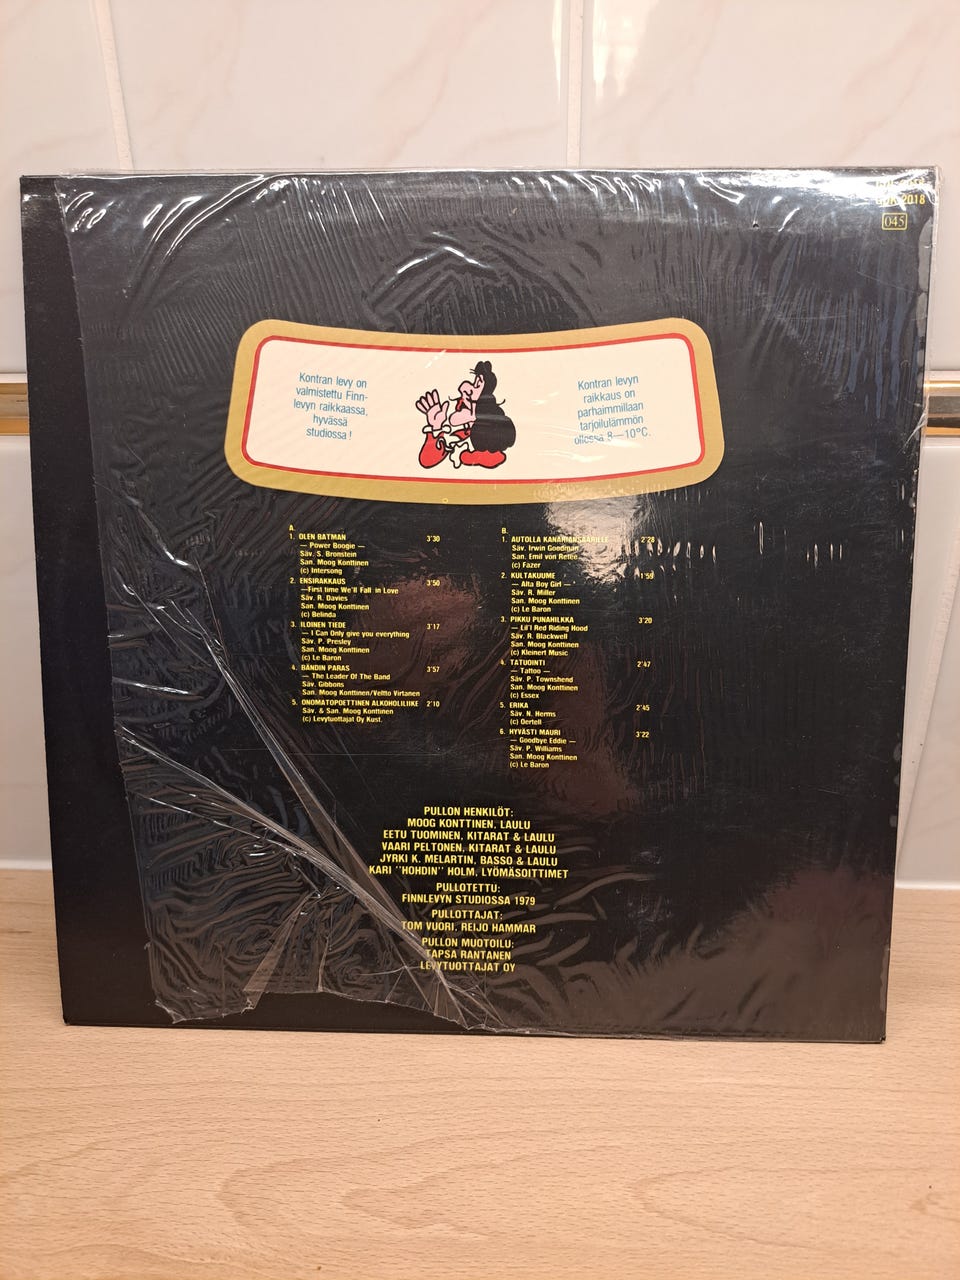 2018
045
Kontran levy on
valmistettu Finn-
levyn raikkaassa,
hyvässä
studiossa!
Kontran levyn
raikkaus on
parhaimmillaan
tarjoilulämmön
ollessa 8—10°C.
A.
1. OLEN BATMAN 3'30
— Power Boogie —
Säv. S. Bronstein
San. Moog Konttinen
(c) Intersong
2. ENSIRAKKAUS 3'50
—First time We'll Fall in Love
Säv. R. Davies
San. Moog Konttinen
(c) Belinda
3. ILOINEN TIEDE 3'17
— I Can Only give you everything
Säv. P. Presley
San. Moog Konttinen
(c) Le Baron
4. BÄNDIN PARAS 3'57
— The Leader Of The Band
Säv. Gibbons
San. Moog Konttinen/Veltto Virtanen
5. ONOMATOPOETTINEN ALKOHOLILIIKE 2'10
Säv. & San. Moog Konttinen
(c) Levytuottajat Oy Kust.
B.
1. AUTOLLA KANARIANSAARILLE 2'28
Säv. Irwin Goodman
San. Emil von Retee
(c) Fazer
2. KULTAKUUME 1'59
— Alta Boy Girl —
Säv. R. Miller
San. Moog Konttinen
(c) Le Baron
3. PIKKU PUNAHILKKA 3'20
— Lil'l Red Riding Hood
Säv. R. Blackwell
San. Moog Konttinen
(c) Kleinert Music
4. TATUOINTI 2'47
— Tattoo —
Säv. P. Townshend
San. Moog Konttinen
(c) Essex
5. ERIKA 2'45
Säv. N. Herms
(c) Oertell
6. HYVÄSTI MAURI 3'22
— Goodbye Eddie —
Säv. P. Williams
San. Moog Konttinen
(c) Le Baron
PULLON HENKILÖT:
MOOG KONTTINEN, LAULU
EETU TUOMINEN, KITARAT & LAULU
VAARI PELTONEN, KITARAT & LAULU
JYRKI K. MELARTIN, BASSO & LAULU
KARI "HOHDIN" HOLM, LYÖMÄSOITTIMET
PULLOTETTU:
FINNLEVYN STUDIOSSA 1979
PULLOTTAJAT:
TOM VUORI, REIJO HAMMAR
PULLON MUOTOILU:
TAPSA RANTANEN
LEVYTUOTTAJAT OY